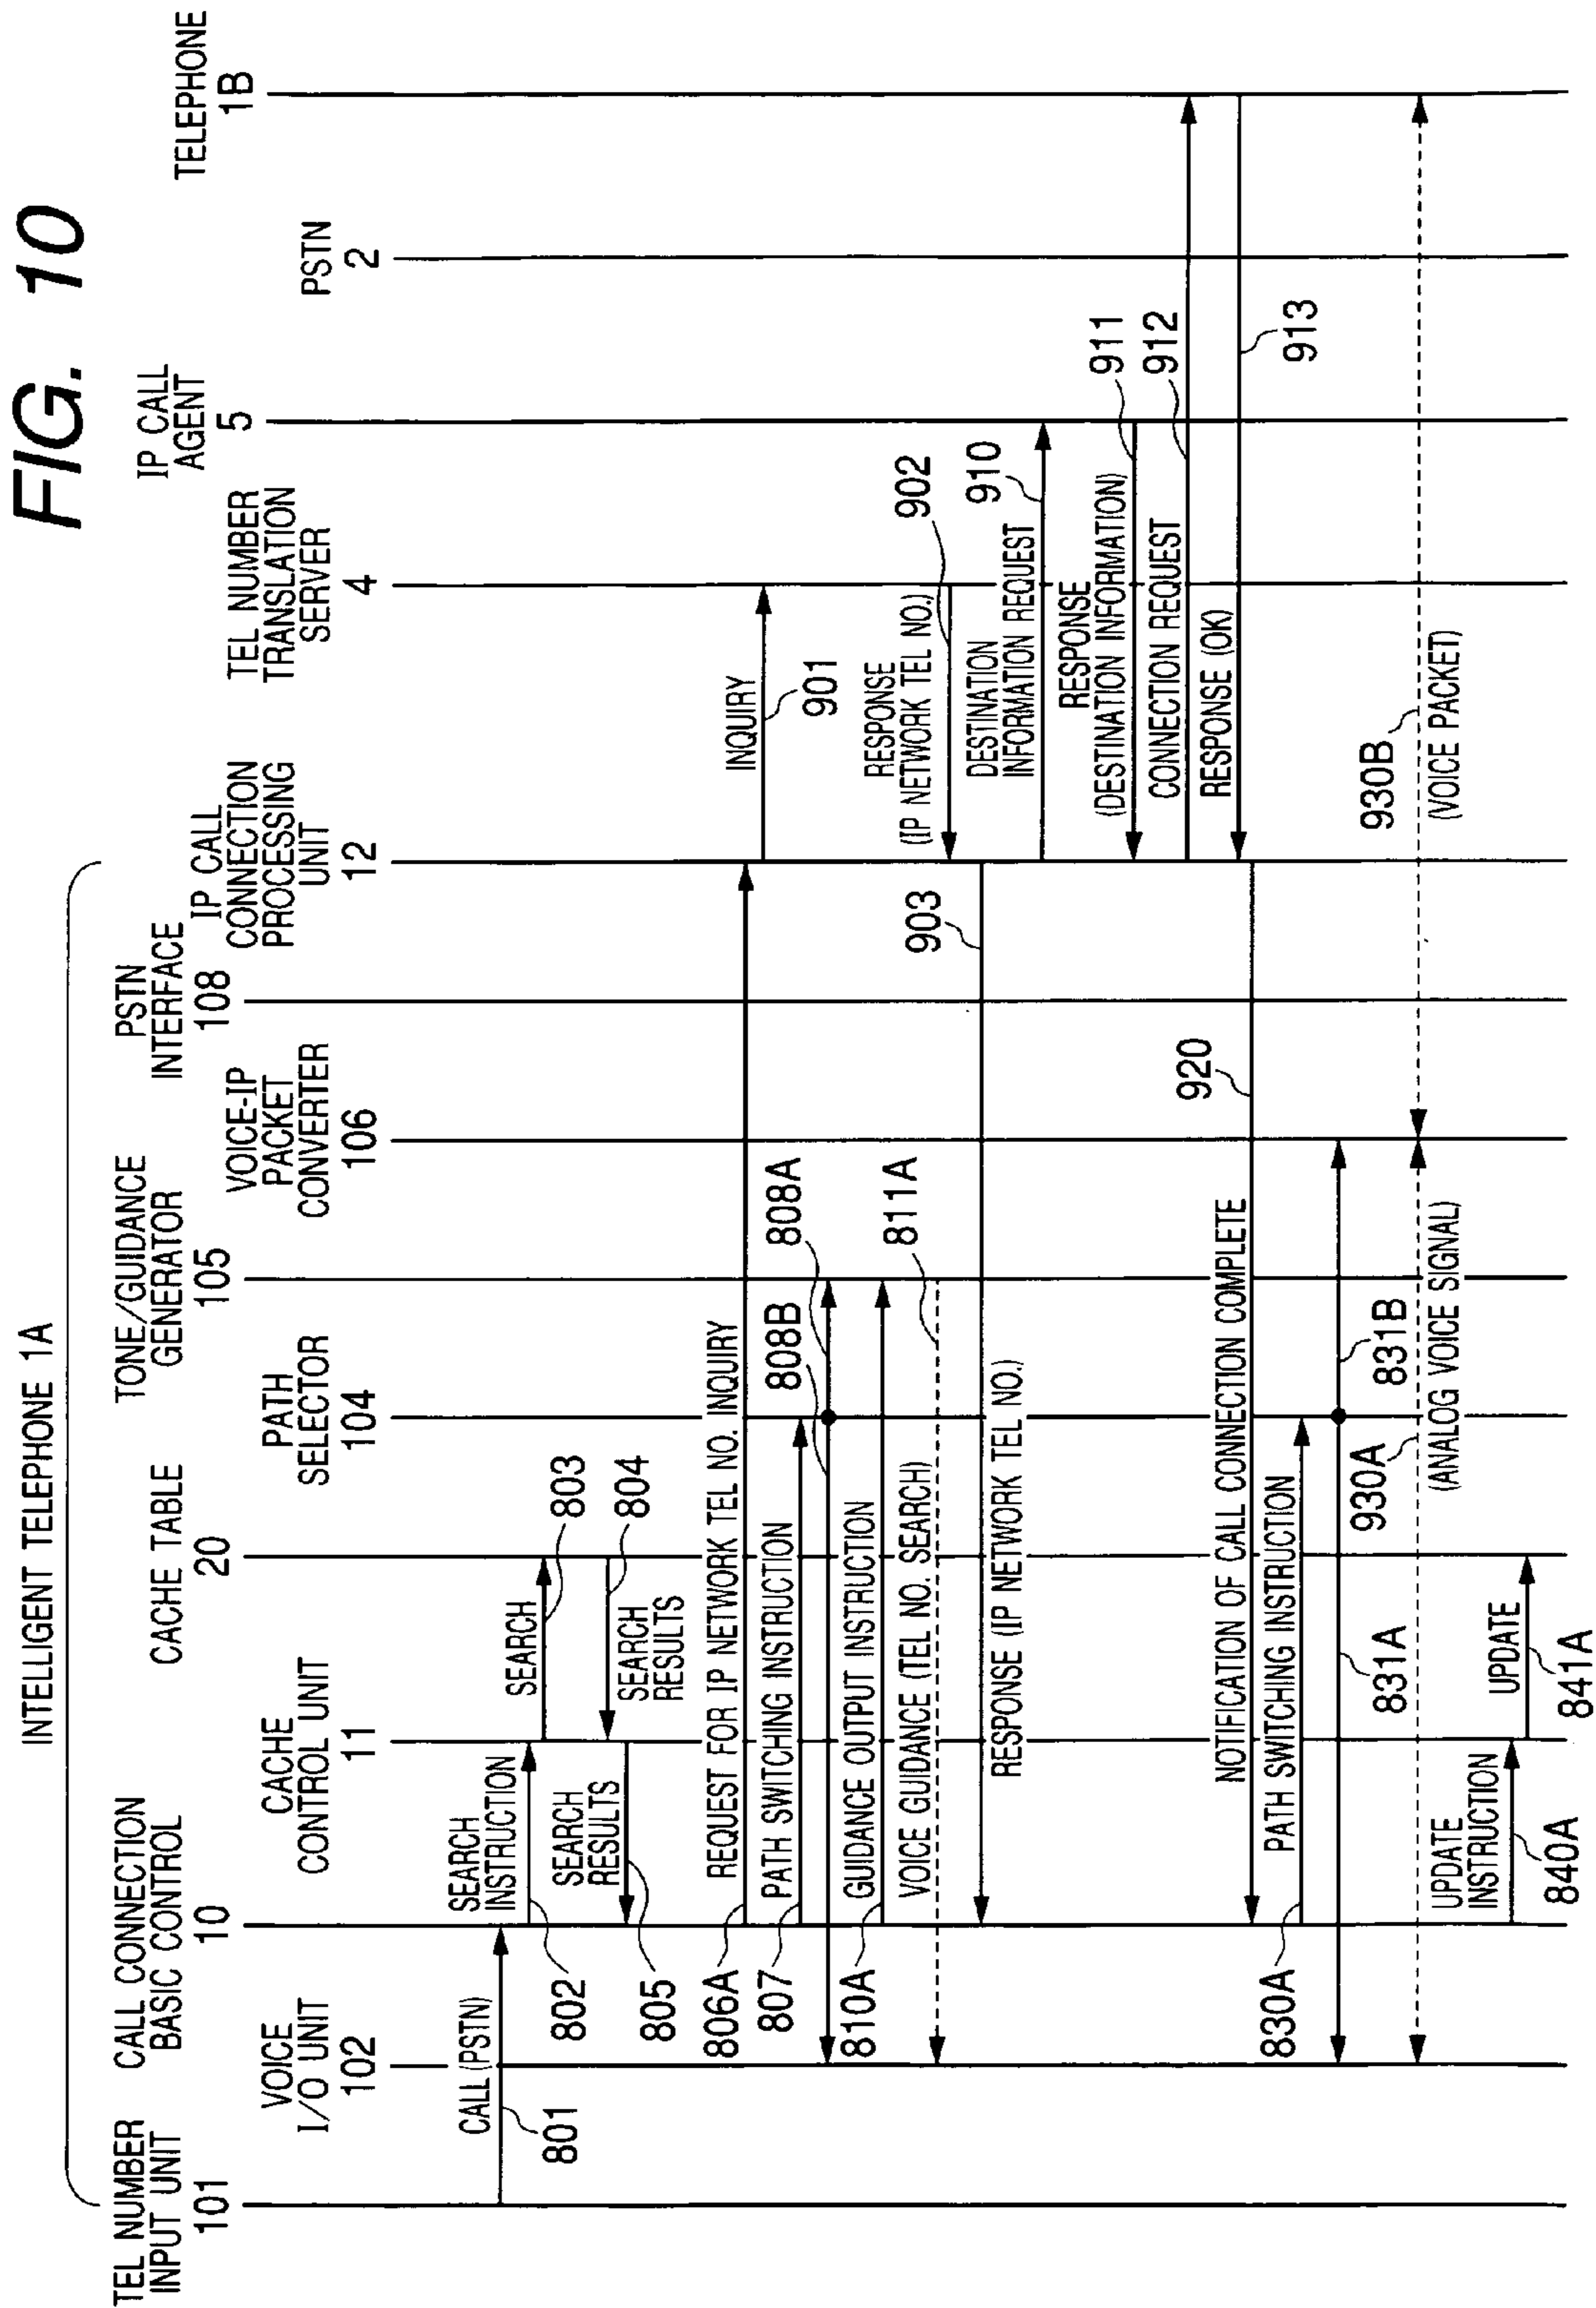 FIG. 10
INTELLIGENT TELEPHONE 1A
TEL NUMBER
INPUT UNIT
101
VOICE
I/O UNIT
102
CALL CONNECTION
BASIC CONTROL
10
CACHE
CONTROL UNIT
11
CACHE TABLE
20
PATH
SELECTOR
104
TONE/GUIDANCE
GENERATOR
105
VOICE-IP
PACKET
CONVERTER
106
PSTN
INTERFACE
108
IP CALL
CONNECTION
PROCESSING
UNIT
12
TEL NUMBER
TRANSLATION
SERVER
4
IP CALL
AGENT
5
PSTN
2
TELEPHONE
1B
CALL (PSTN)
801
SEARCH
INSTRUCTION
802
SEARCH
803
SEARCH
RESULTS
804
SEARCH
RESULTS
805
REQUEST FOR IP NETWORK TEL NO. INQUIRY
806A
INQUIRY
901
PATH SWITCHING INSTRUCTION
807
808B
808A
GUIDANCE OUTPUT INSTRUCTION
810A
VOICE GUIDANCE (TEL NO. SEARCH)
811A
RESPONSE
(IP NETWORK TEL NO.)
902
903
RESPONSE (IP NETWORK TEL NO.)
DESTINATION
INFORMATION REQUEST
910
RESPONSE
(DESTINATION INFORMATION)
911
CONNECTION REQUEST
912
RESPONSE (OK)
913
NOTIFICATION OF CALL CONNECTION COMPLETE
920
PATH SWITCHING INSTRUCTION
830A
831A
831B
930A
(ANALOG VOICE SIGNAL)
930B
(VOICE PACKET)
UPDATE
INSTRUCTION
840A
UPDATE
841A